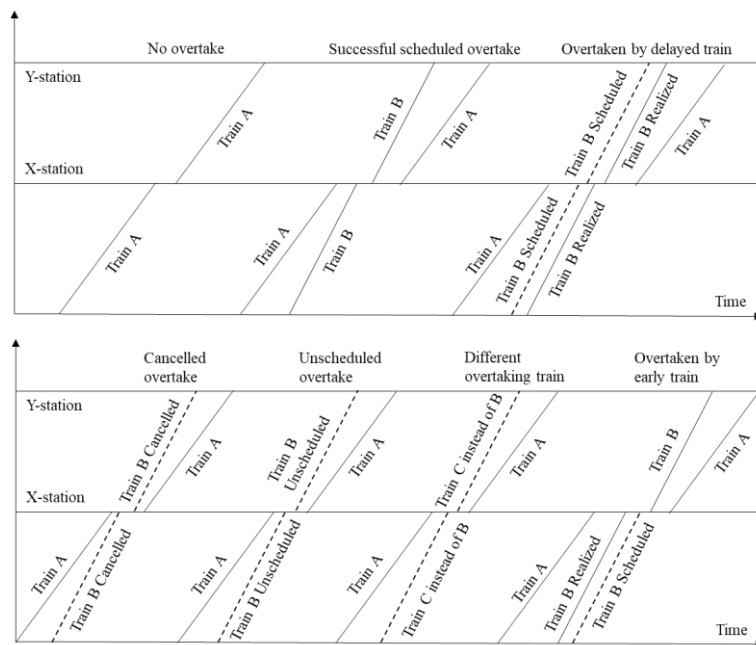 No overtake
Successful scheduled overtake
Overtaken by delayed train
Y-station
Train A
Train B
Train A
Train B Scheduled
Train B Realized
Train A
X-station
Train A
Train A
Train B
Train A
Train B Scheduled
Train B Realized
Time
Cancelled
overtake
Unscheduled
overtake
Different
overtaking train
Overtaken by
early train
Y-station
Train B Cancelled
Train A
Train B
Unscheduled
Train A
Train C instead of B
Train A
Train B
Train A
X-station
Train A
Train B Cancelled
Train A
Train B Unscheduled
Train A
Train C instead of B
Train A
Train B Realized
Train B Scheduled
Time